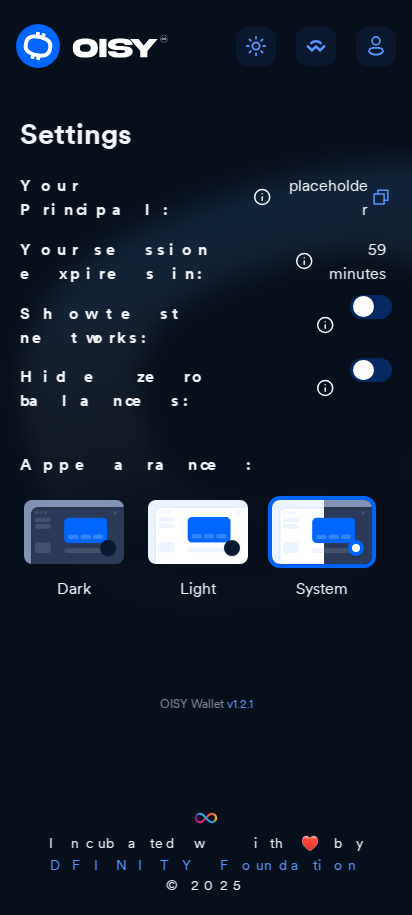 OISY
Settings
Your
Principal:
placeholde
r
Your session
expires in:
59
minutes
Show test
networks:
Hide zero
balances:
Appearance:
Dark
Light
System
OISY Wallet v1.2.1
Incubated with ❤️ by
DFINITY Foundation
© 2025